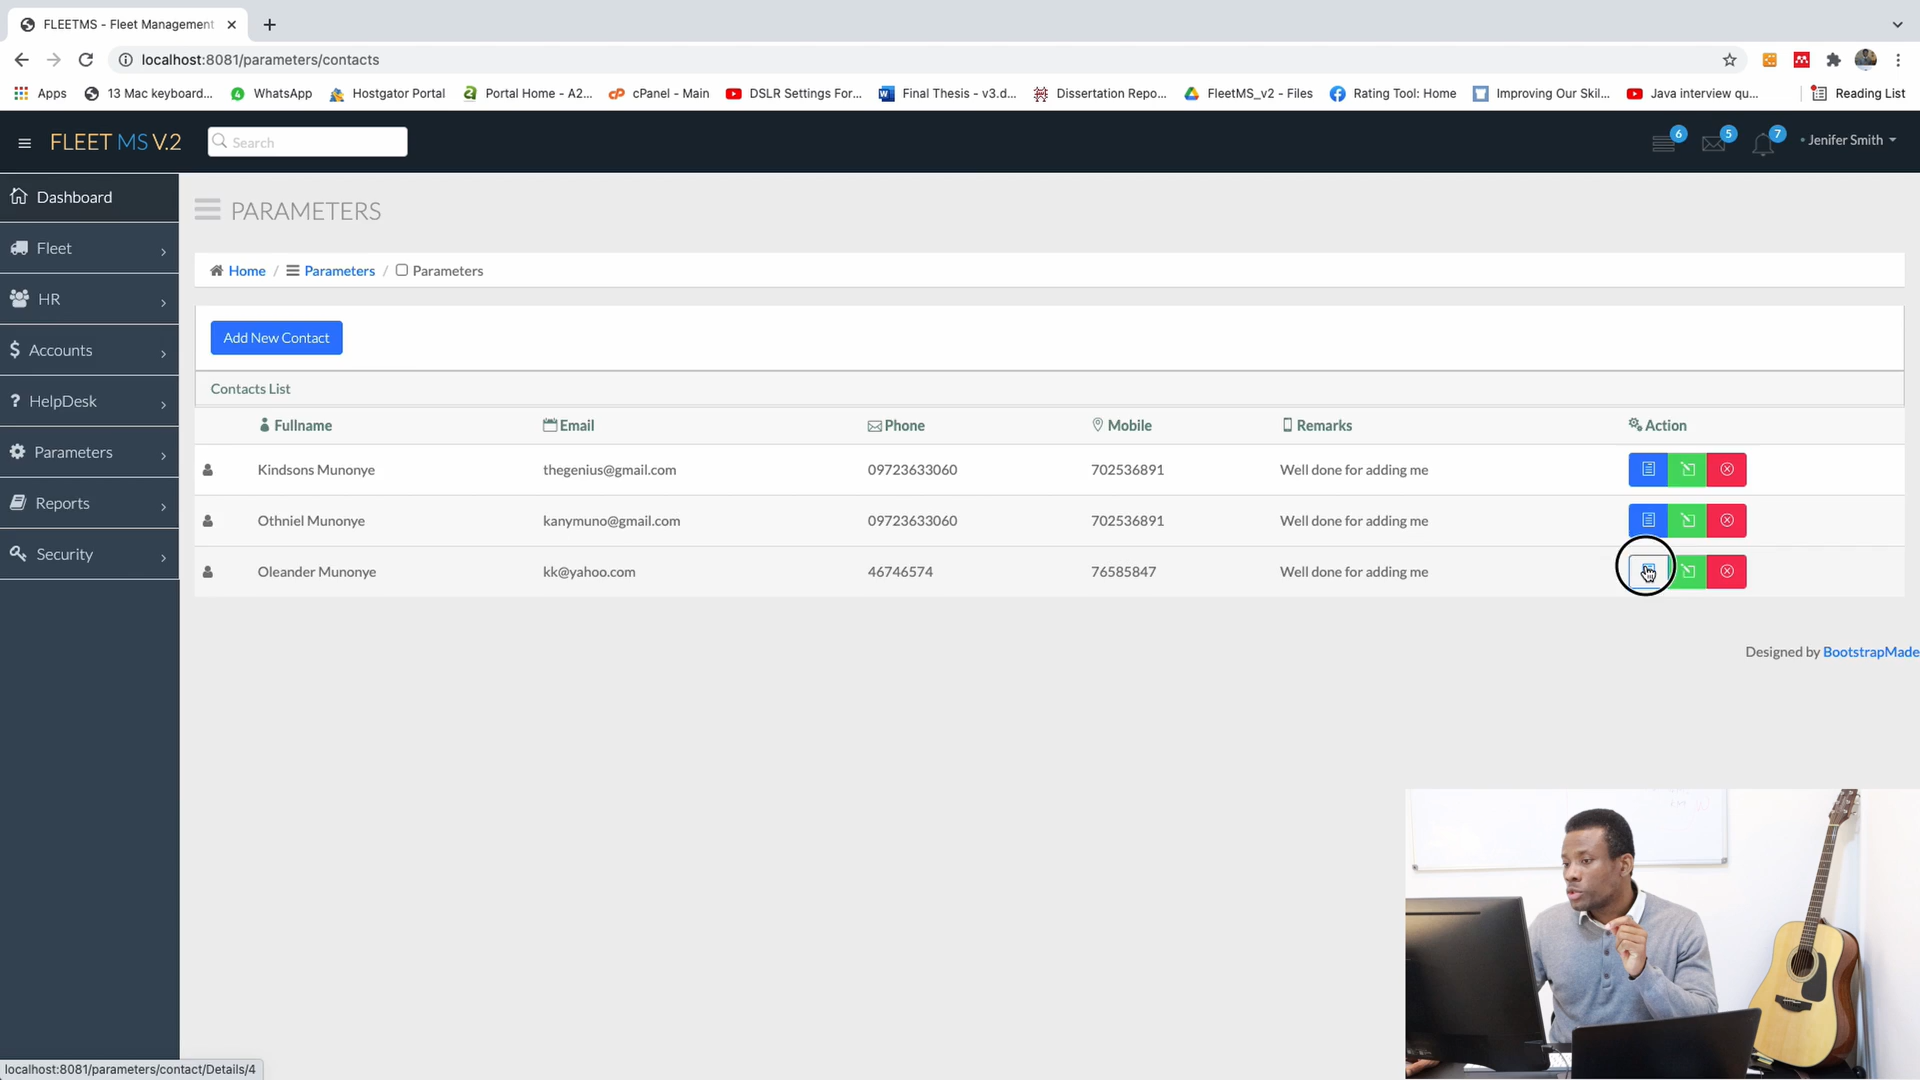 FLEETMS - Fleet Management
localhost:8081/parameters/contacts
Apps 13 Mac keyboard... WhatsApp Hostgator Portal Portal Home - A2... cPanel - Main DSLR Settings For... Final Thesis - v3.d... Dissertation Repo... FleetMS_v2 - Files Rating Tool: Home Improving Our Skil... Java interview qu... Reading List
FLEET MS V.2 Search 6 5 7 Jenifer Smith
Dashboard
Fleet
HR
Accounts
HelpDesk
Parameters
Reports
Security
PARAMETERS
Home / Parameters / Parameters
Add New Contact
Contacts List
Fullname Email Phone Mobile Remarks Action
Kindsons Munonye thegenius@gmail.com 09723633060 702536891 Well done for adding me
Othniel Munonye kanymuno@gmail.com 09723633060 702536891 Well done for adding me
Oleander Munonye kk@yahoo.com 46746574 76585847 Well done for adding me
Designed by BootstrapMade
localhost:8081/parameters/contact/Details/4